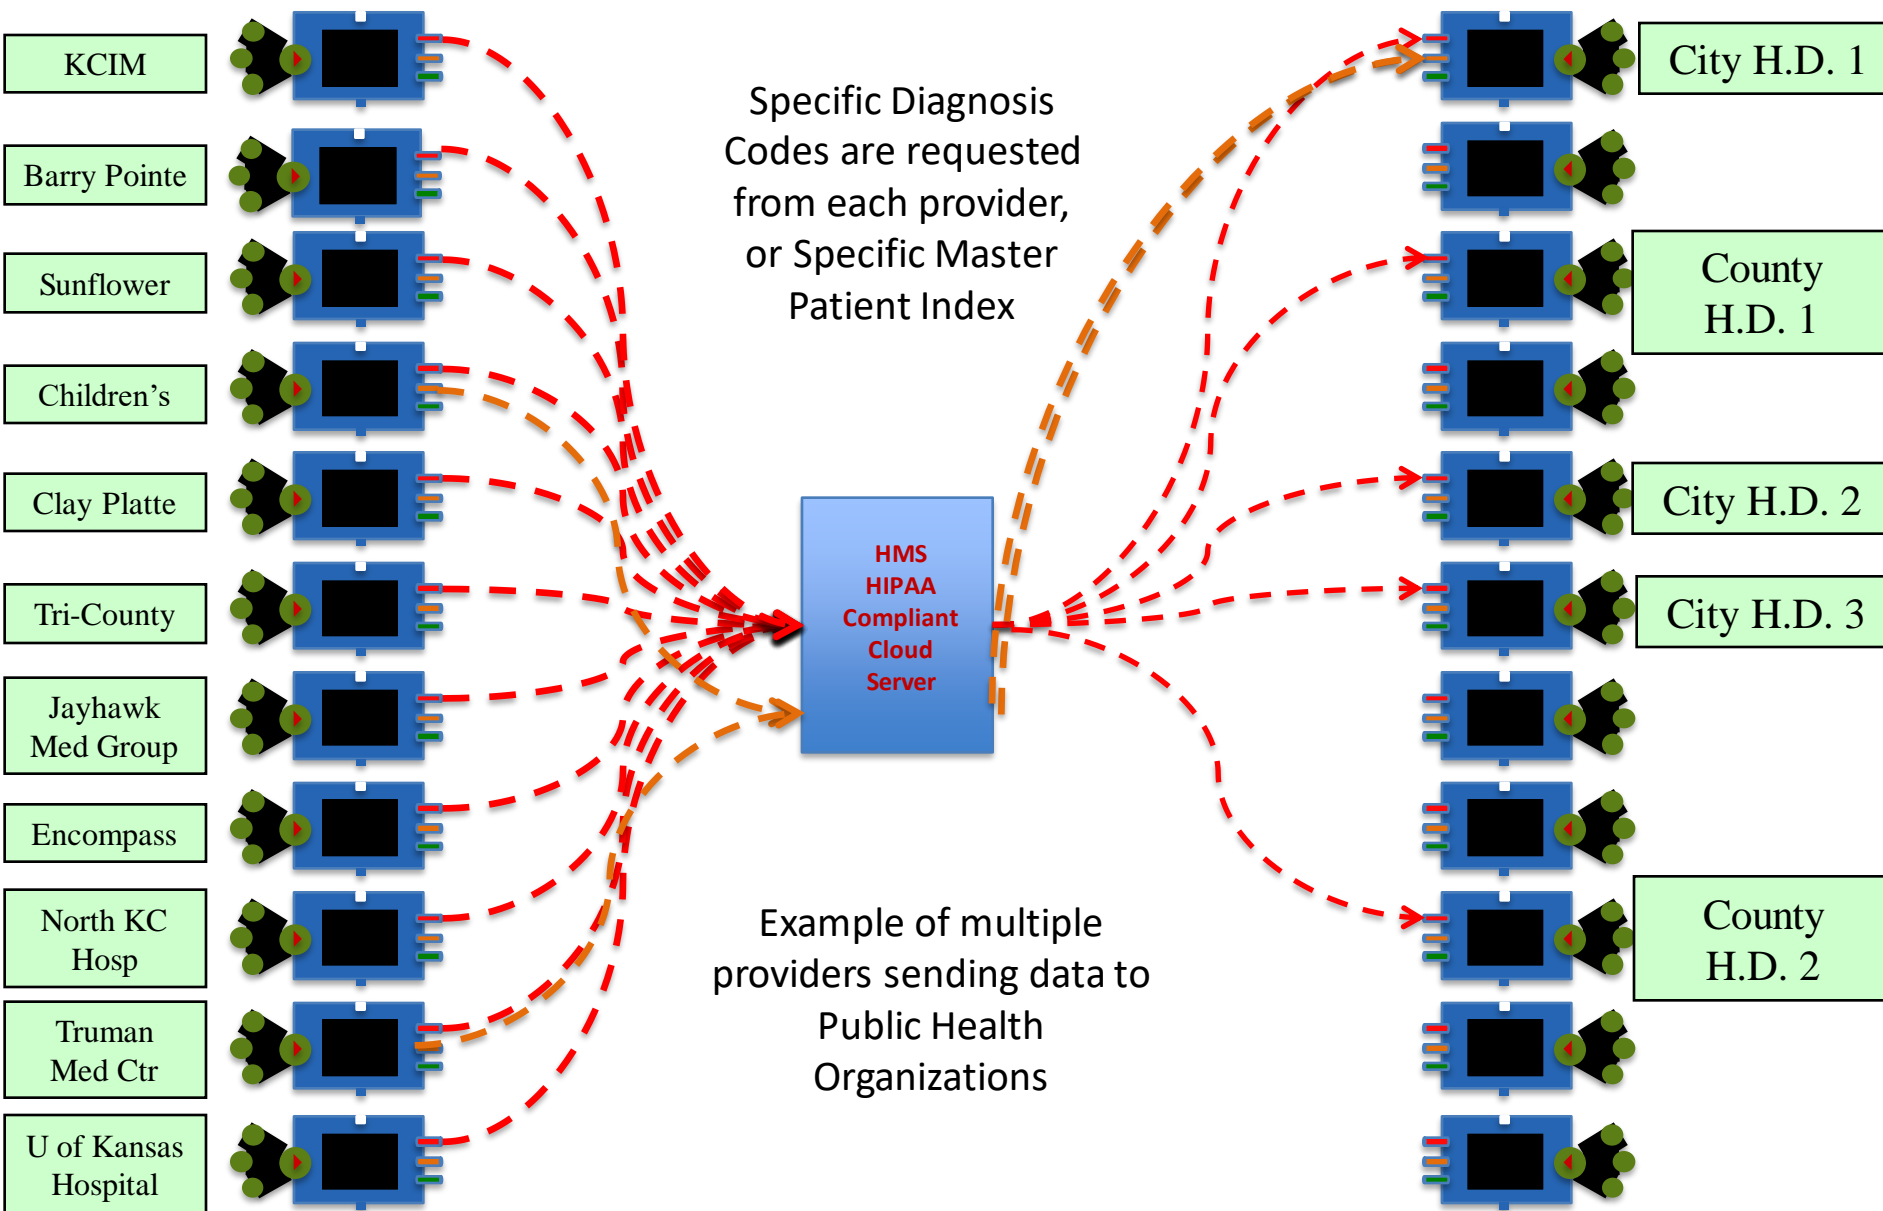 KCIM
Barry Pointe
Sunflower
Children’s
Clay Platte
Tri-County
Jayhawk
Med Group
Encompass
North KC
Hosp
Truman
Med Ctr
U of Kansas
Hospital
Specific Diagnosis
Codes are requested
from each provider,
or Specific Master
Patient Index
HMS
HIPAA
Compliant
Cloud
Server
Example of multiple
providers sending data to
Public Health
Organizations
City H.D. 1
County
H.D. 1
City H.D. 2
City H.D. 3
County
H.D. 2